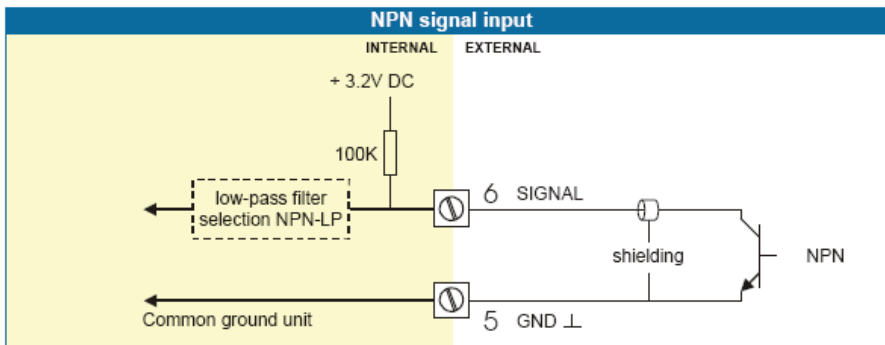 NPN signal input
INTERNAL
EXTERNAL
+ 3.2V DC
100K
low-pass filter
selection NPN-LP
6 SIGNAL
shielding
NPN
Common ground unit
5 GND ⊥